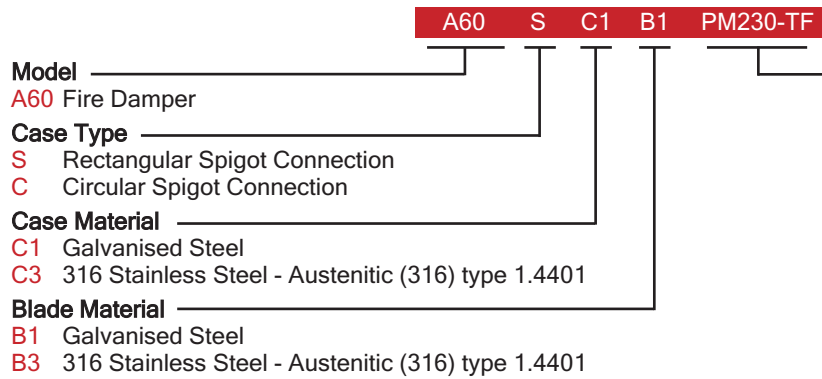 A60 S C1 B1 PM230-TF
Model
A60 Fire Damper
Case Type
S Rectangular Spigot Connection
C Circular Spigot Connection
Case Material
C1 Galvanised Steel
C3 316 Stainless Steel - Austenitic (316) type 1.4401
Blade Material
B1 Galvanised Steel
B3 316 Stainless Steel - Austenitic (316) type 1.4401